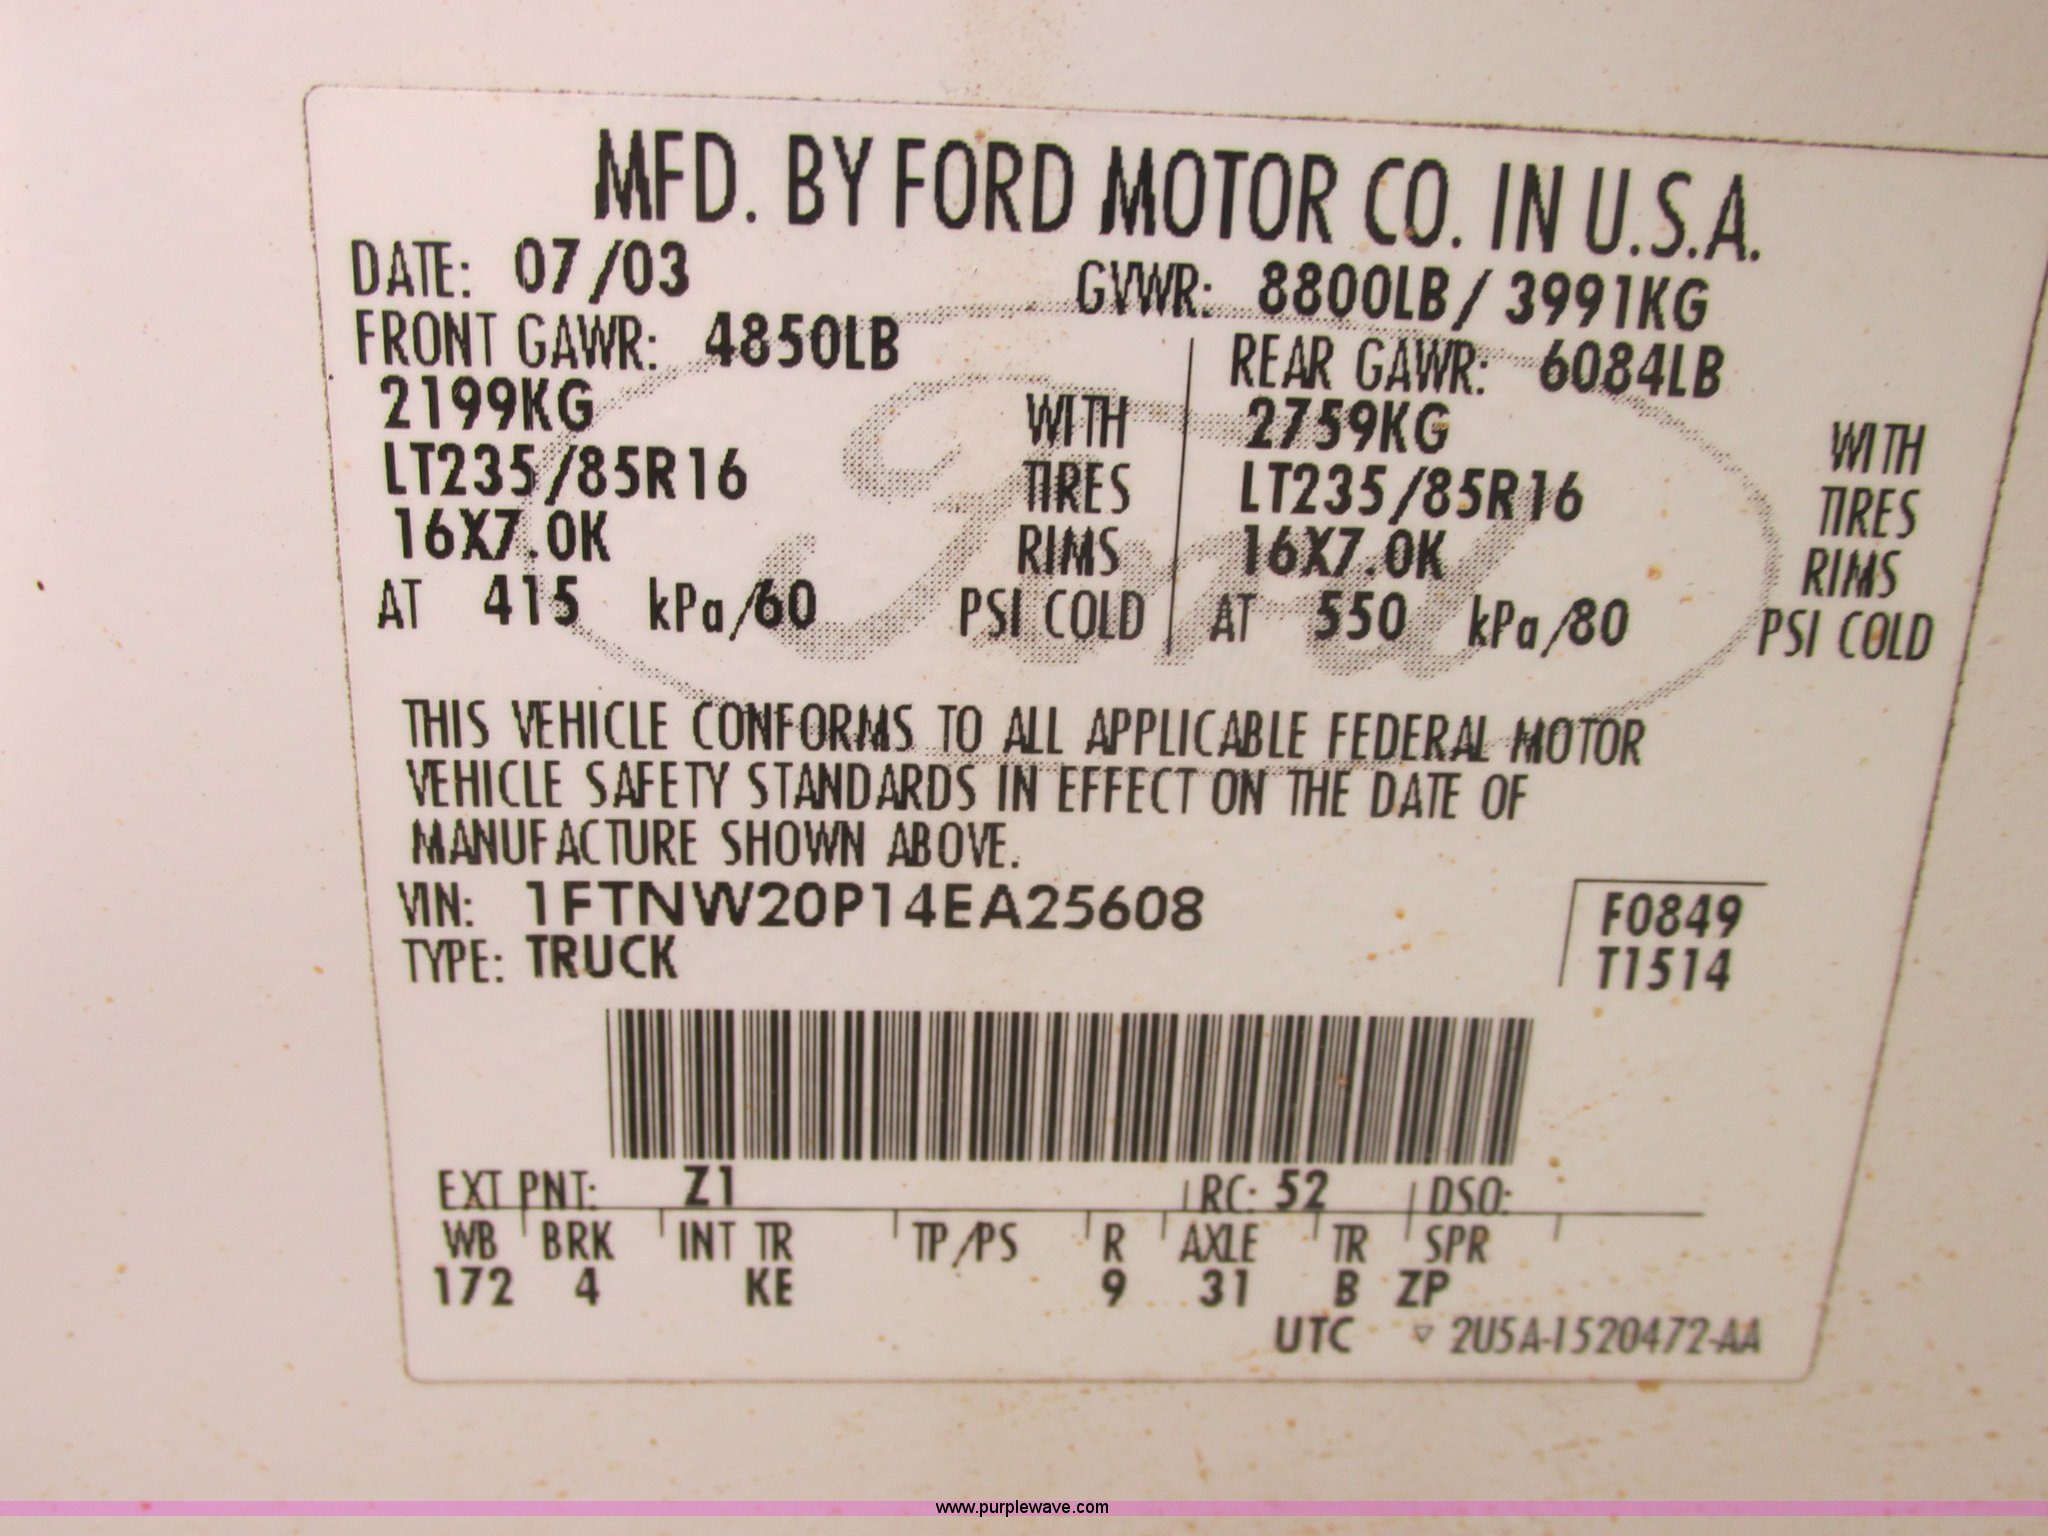 MFD. BY FORD MOTOR CO. IN U.S.A.
DATE: 07/03 GVWR: 8800LB/3991KG
FRONT GAWR: 4850LB REAR GAWR: 6084LB
2199KG WITH 2759KG WITH
LT235/85R16 TIRES LT235/85R16 TIRES
16X7.0K RIMS 16X7.0K RIMS
AT 415 kPa/60 PSI COLD AT 550 kPa/80 PSI COLD
Ford
THIS VEHICLE CONFORMS TO ALL APPLICABLE FEDERAL MOTOR
VEHICLE SAFETY STANDARDS IN EFFECT ON THE DATE OF
MANUFACTURE SHOWN ABOVE.
VIN: 1FTNW20P14EA25608 F0849
TYPE: TRUCK T1514
EXT PNT: Z1 RC: 52 DSO:
WB BRK INT TR TP/PS R AXLE TR SPR
172 4 KE 9 31 B ZP
UTC ▽ 2U5A-1520472-AA
www.purplewave.com